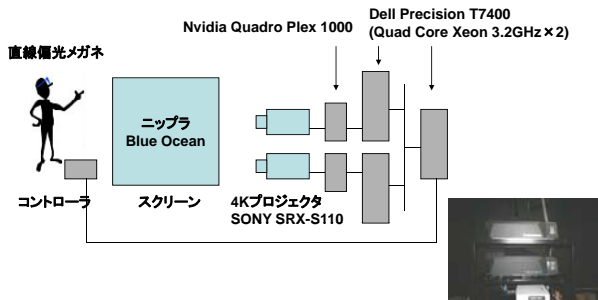 Nvidia Quadro Plex 1000
Dell Precision T7400
(Quad Core Xeon 3.2GHz×2)
直線偏光メガネ
ニップラ
Blue Ocean
コントローラ
スクリーン
4Kプロジェクタ
SONY SRX-S110